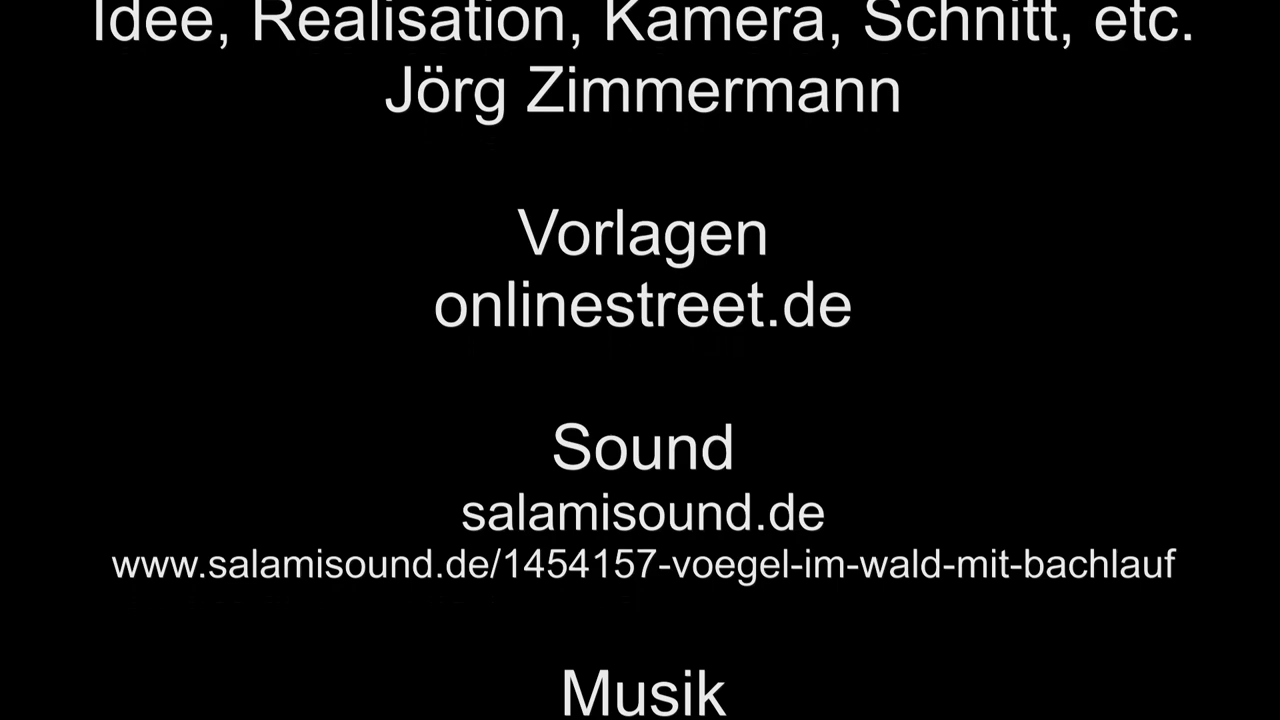 Idee, Realisation, Kamera, Schnitt, etc.
Jörg Zimmermann
Vorlagen
onlinestreet.de
Sound
salamisound.de
www.salamisound.de/1454157-voegel-im-wald-mit-bachlauf
Musik